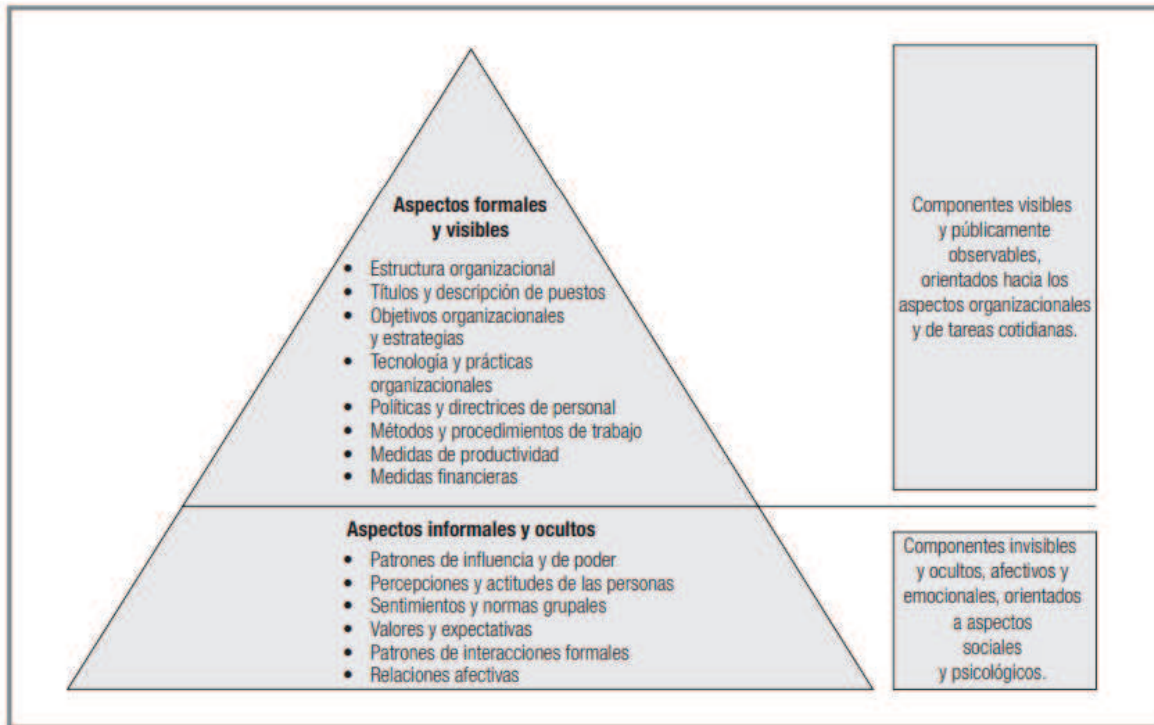 Aspectos formales
y visibles
• Estructura organizacional
• Títulos y descripción de puestos
• Objetivos organizacionales
y estrategias
• Tecnología y prácticas
organizacionales
• Políticas y directrices de personal
• Métodos y procedimientos de trabajo
• Medidas de productividad
• Medidas financieras
Componentes visibles
y públicamente
observables,
orientados hacia los
aspectos organizacionales
y de tareas cotidianas.
Aspectos informales y ocultos
• Patrones de influencia y de poder
• Percepciones y actitudes de las personas
• Sentimientos y normas grupales
• Valores y expectativas
• Patrones de interacciones formales
• Relaciones afectivas
Componentes invisibles
y ocultos, afectivos y
emocionales, orientados
a aspectos
sociales
y psicológicos.